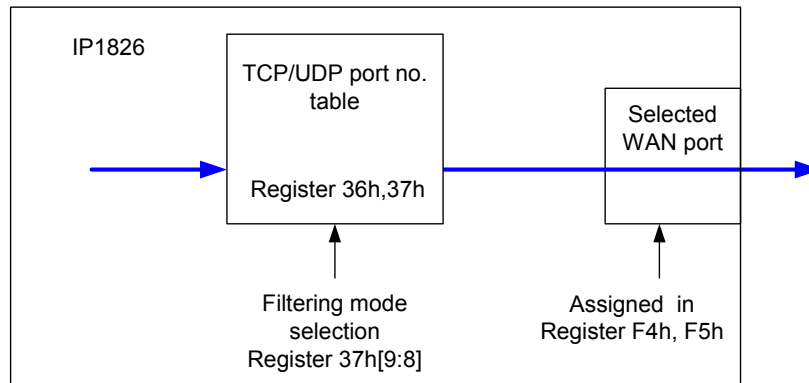 IP1826
TCP/UDP port no.
table
Register 36h,37h
Selected
WAN port
Filtering mode
selection
Register 37h[9:8]
Assigned in
Register F4h, F5h